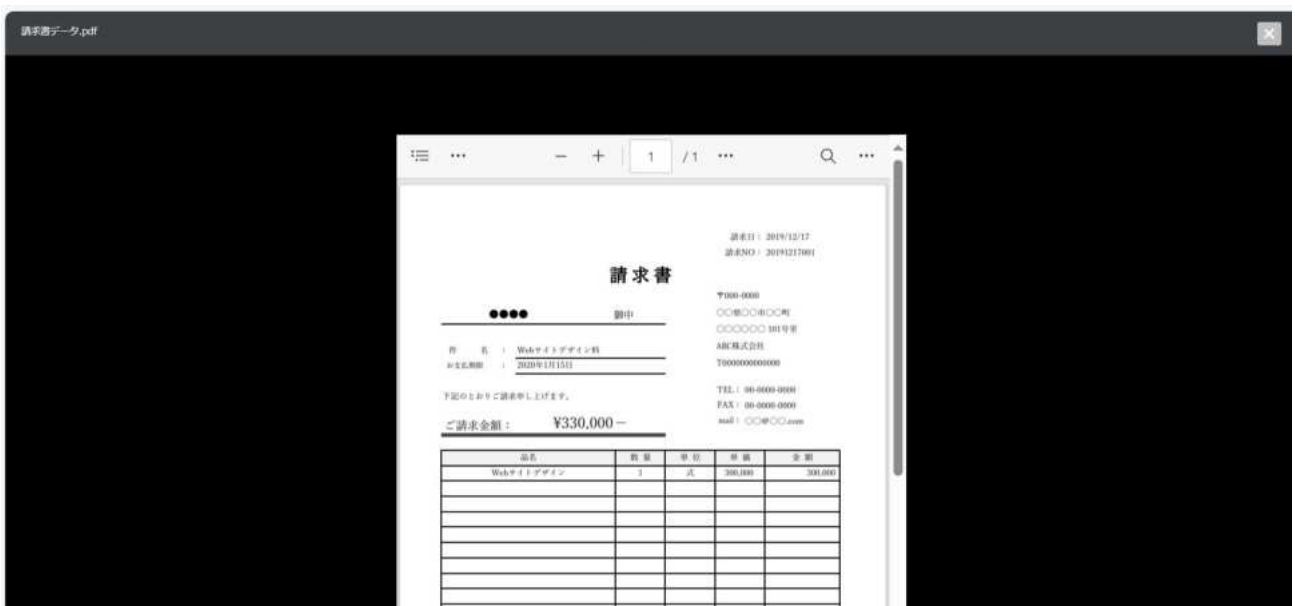 請求書データ.pdf
1 / 1
請求日： 2019/12/17
請求NO： 20191217001
請求書
●●●● 御中
〒000-0000
○○県○○市○○町
○○○○○○ 101号室
ABC株式会社
T0000000000000
件 名 ： Webサイトデザイン料
お支払期限 ： 2020年1月15日
TEL： 00-0000-0000
FAX： 00-0000-0000
mail： ○○@○○.com
下記のとおりご請求申し上げます。
ご請求金額： ¥330,000－
品名 数 量 単 位 単 価 金 額
Webサイトデザイン 1 式 300,000 300,000